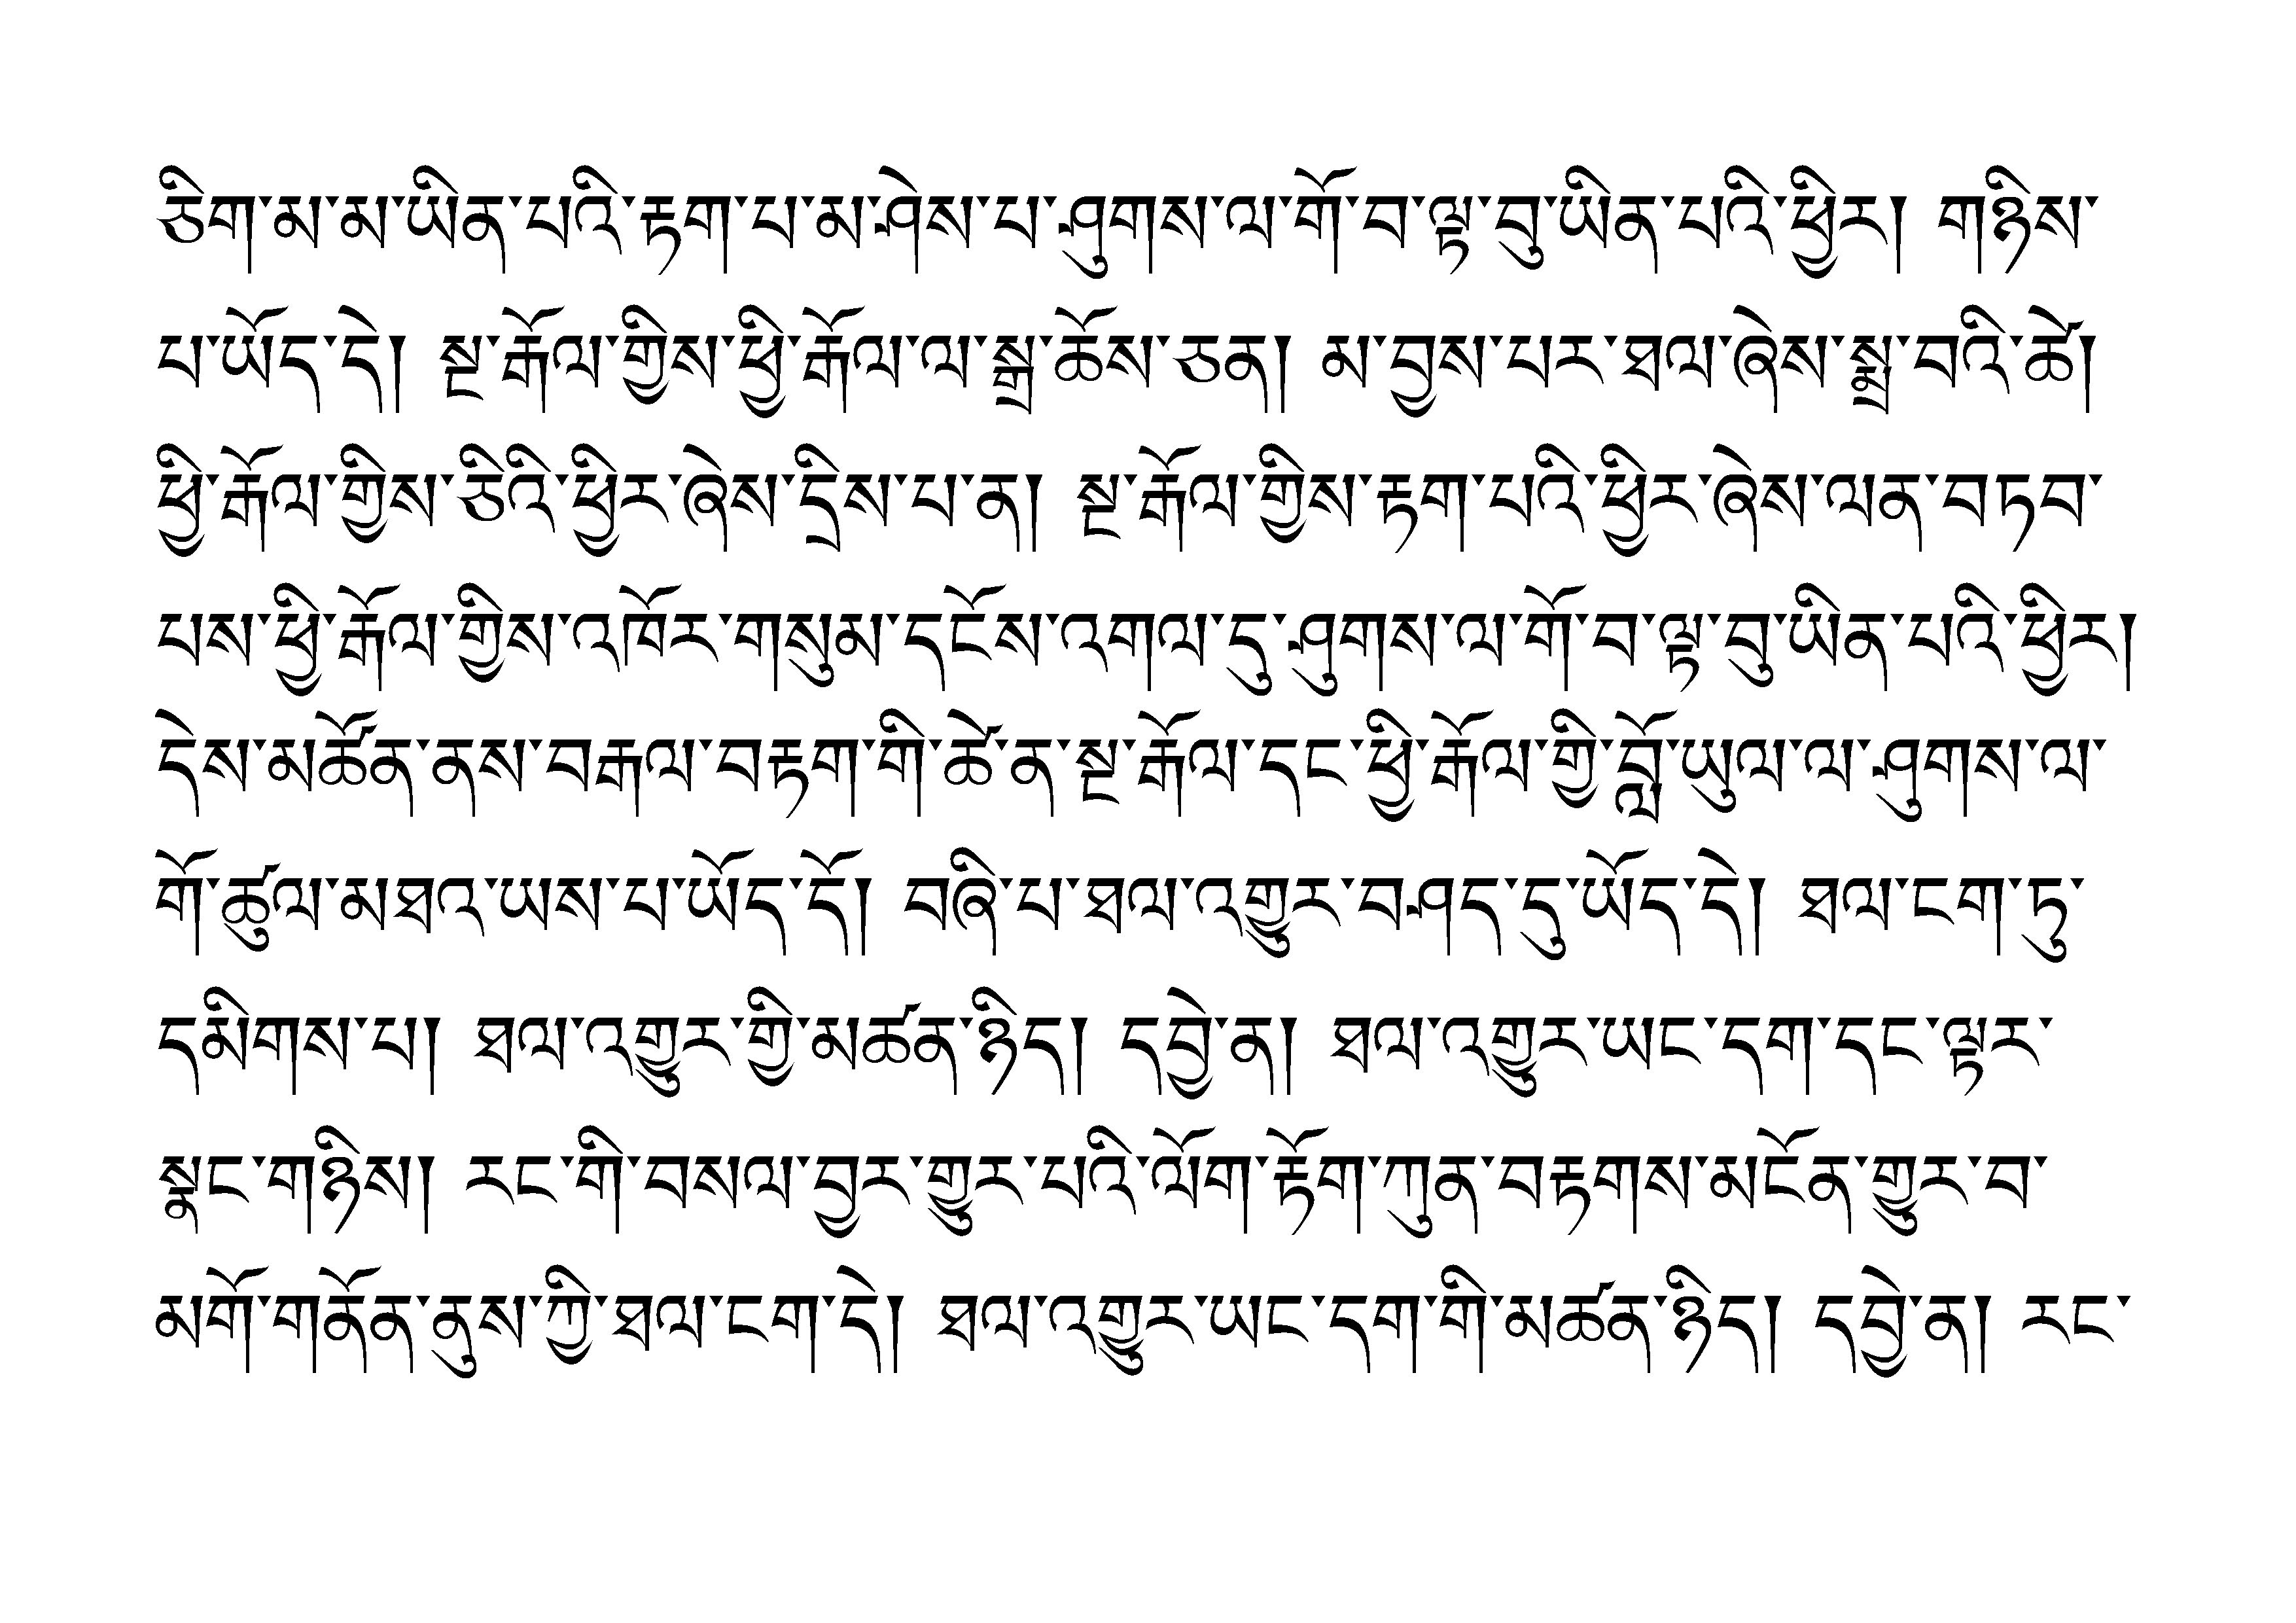 ཅིག་མ་མ་ཡིན་པའི་རྟག་པ་མ་ཤེས་པ་ཤུགས་ལ་གོ་བ་ལྟ་བུ་ཡིན་པའི་ཕྱིར། གཉིས་
པ་ཡོད་དེ། སྔ་རྒོལ་གྱིས་ཕྱི་རྒོལ་ལ་སྒྲ་ཆོས་ཅན། མ་བྱས་པར་ཐལ་ཞེས་སྨྲ་བའི་ཚེ།
ཕྱི་རྒོལ་གྱིས་ཅིའི་ཕྱིར་ཞེས་དྲིས་པ་ན། སྔ་རྒོལ་གྱིས་རྟག་པའི་ཕྱིར་ཞེས་ལན་བཏབ་
པས་ཕྱི་རྒོལ་གྱིས་འཁོར་གསུམ་དངོས་འགལ་དུ་ཤུགས་ལ་གོ་བ་ལྟ་བུ་ཡིན་པའི་ཕྱིར།
དེས་མཚོན་ནས་བརྒལ་བརྟག་གི་ཚེ་ན་སྔ་རྒོལ་དང་ཕྱི་རྒོལ་གྱི་བློ་ཡུལ་ལ་ཤུགས་ལ་
གོ་ཚུལ་མཐའ་ཡས་པ་ཡོད་དོ། བཞི་པ་ཐལ་འགྱུར་བཤད་དུ་ཡོད་དེ། ཐལ་ངག་ཏུ་
དམིགས་པ། ཐལ་འགྱུར་གྱི་མཚན་ཉིད། དབྱེ་ན། ཐལ་འགྱུར་ཡང་དག་དང་ལྟར་
སྣང་གཉིས། རང་གི་བསལ་བྱར་གྱུར་པའི་ལོག་རྟོག་ཀུན་བརྟགས་མངོན་གྱུར་བ་
མགོ་གནོན་ནུས་ཀྱི་ཐལ་ངག་དེ། ཐལ་འགྱུར་ཡང་དག་གི་མཚན་ཉིད། དབྱེ་ན། རང་